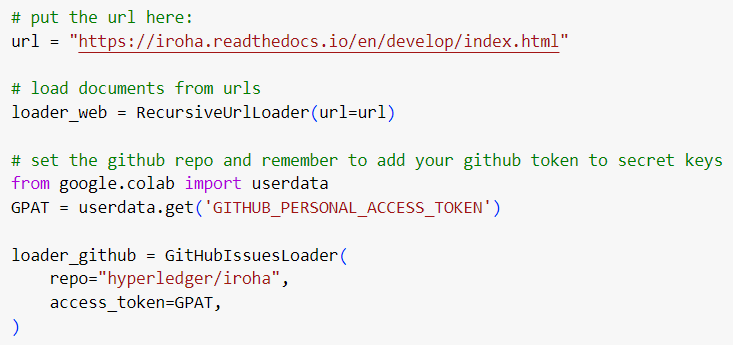 # put the url here:
url = "https://iroha.readthedocs.io/en/develop/index.html"
# load documents from urls
loader_web = RecursiveUrlLoader(url=url)
# set the github repo and remember to add your github token to secret keys
from google.colab import userdata
GPAT = userdata.get('GITHUB_PERSONAL_ACCESS_TOKEN')
loader_github = GitHubIssuesLoader(
    repo="hyperledger/iroha",
    access_token=GPAT,
)